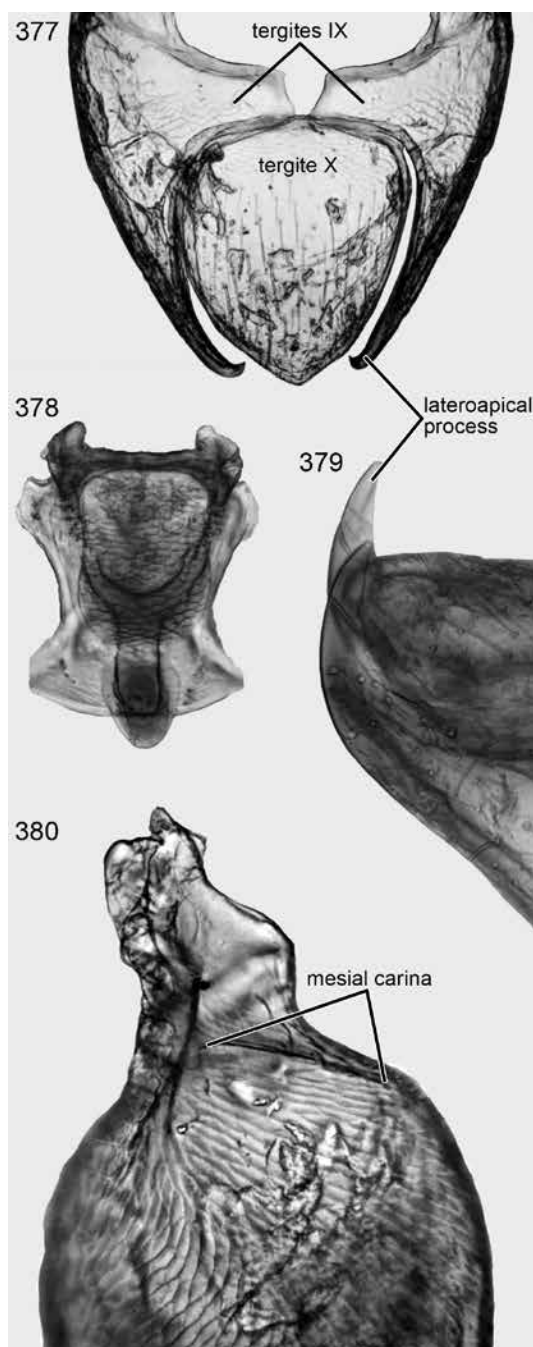 377
tergites IX
tergite X
378
lateroapical
process
379
380
mesial carina